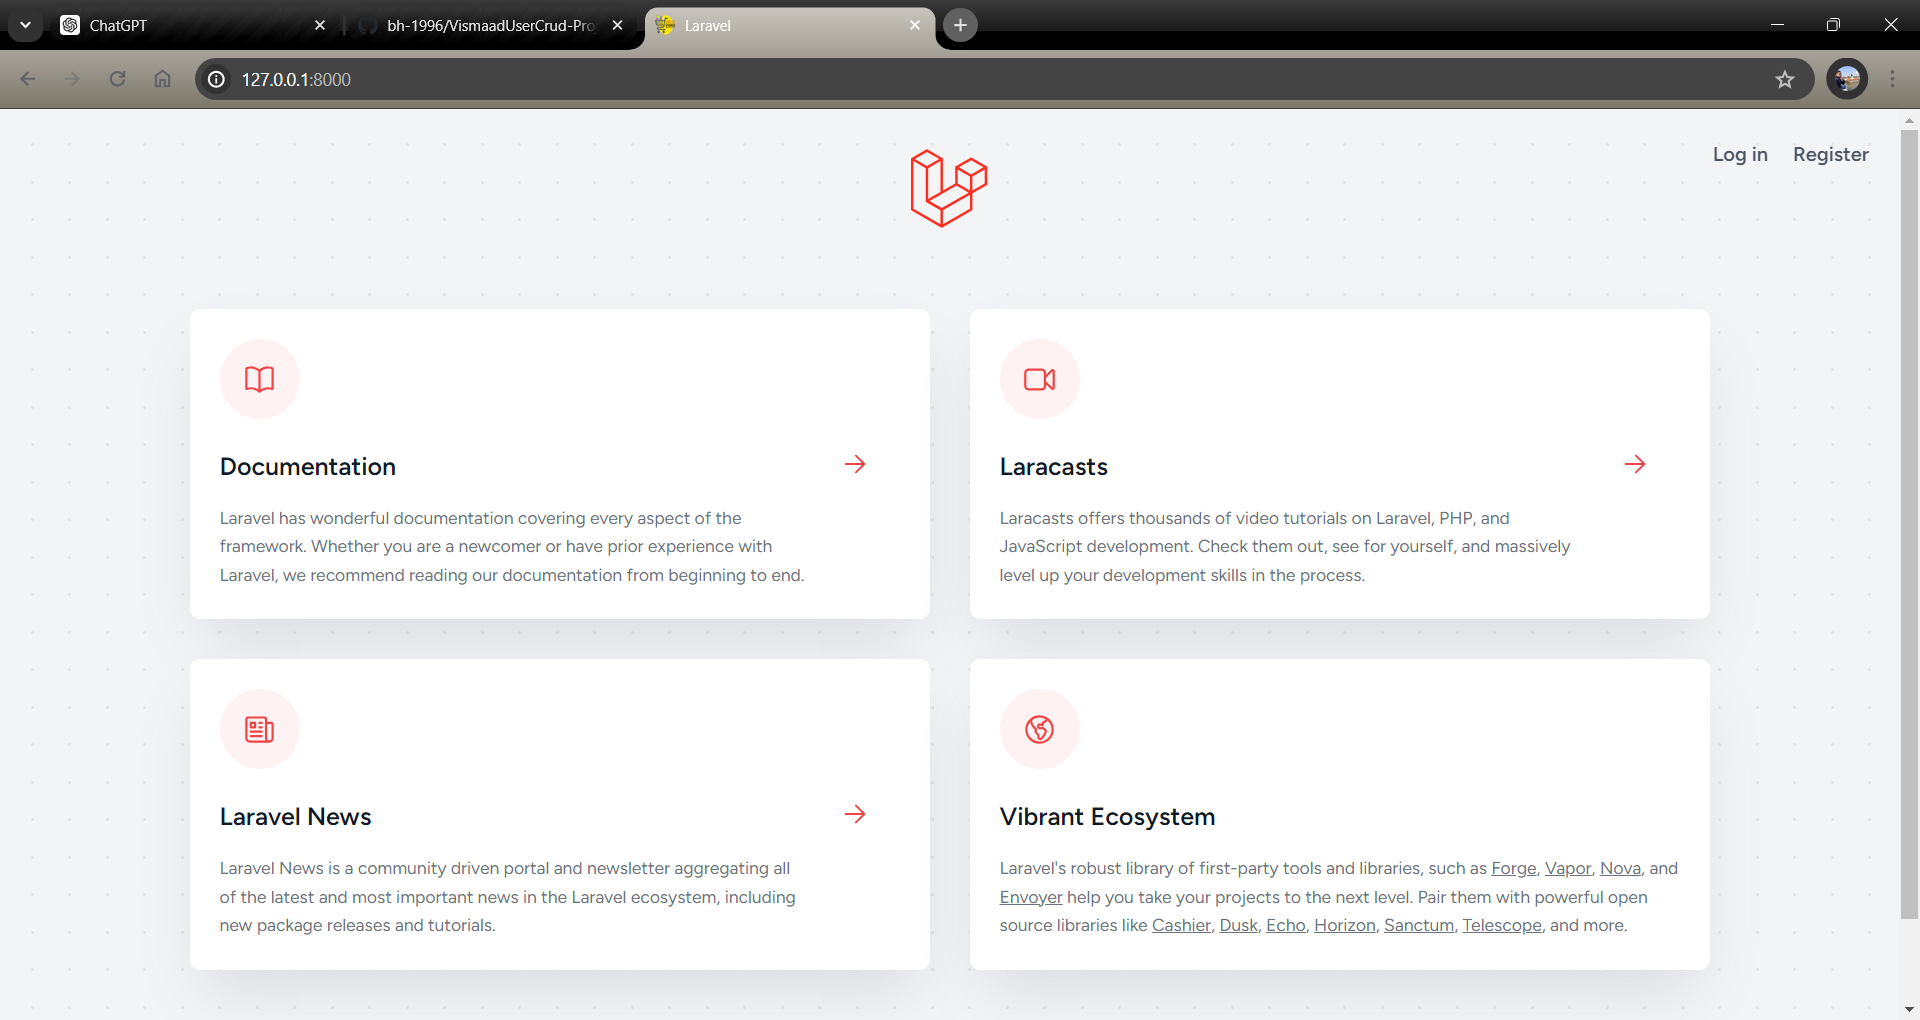 ChatGPT
bh-1996/VismaadUserCrud-Pro
Laravel
127.0.0.1:8000
Log in Register
Documentation
Laravel has wonderful documentation covering every aspect of the
framework. Whether you are a newcomer or have prior experience with
Laravel, we recommend reading our documentation from beginning to end.
Laracasts
Laracasts offers thousands of video tutorials on Laravel, PHP, and
JavaScript development. Check them out, see for yourself, and massively
level up your development skills in the process.
Laravel News
Laravel News is a community driven portal and newsletter aggregating all
of the latest and most important news in the Laravel ecosystem, including
new package releases and tutorials.
Vibrant Ecosystem
Laravel's robust library of first-party tools and libraries, such as Forge, Vapor, Nova, and
Envoyer help you take your projects to the next level. Pair them with powerful open
source libraries like Cashier, Dusk, Echo, Horizon, Sanctum, Telescope, and more.